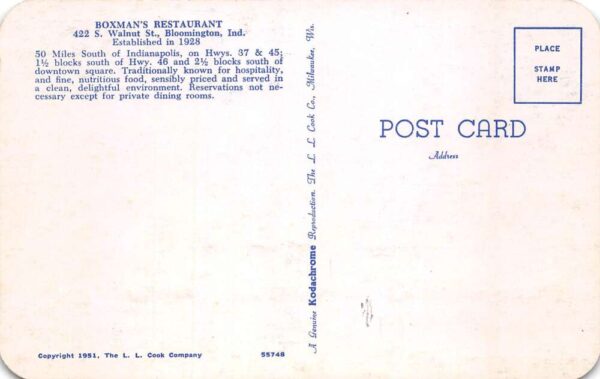 BOXMAN'S RESTAURANT
422 S. Walnut St., Bloomington, Ind.
Established in 1928
50 Miles South of Indianapolis, on Hwys. 37 & 45;
1½ blocks south of Hwy. 46 and 2½ blocks south of
downtown square. Traditionally known for hospitality,
and fine, nutritious food, sensibly priced and served in
a clean, delightful environment. Reservations not ne-
cessary except for private dining rooms.
Copyright 1951, The L. L. Cook Company
55748
A Genuine Kodachrome Reproduction. The L. L. Cook Co., Milwaukee, Wis.
PLACE
STAMP
HERE
POST CARD
Address